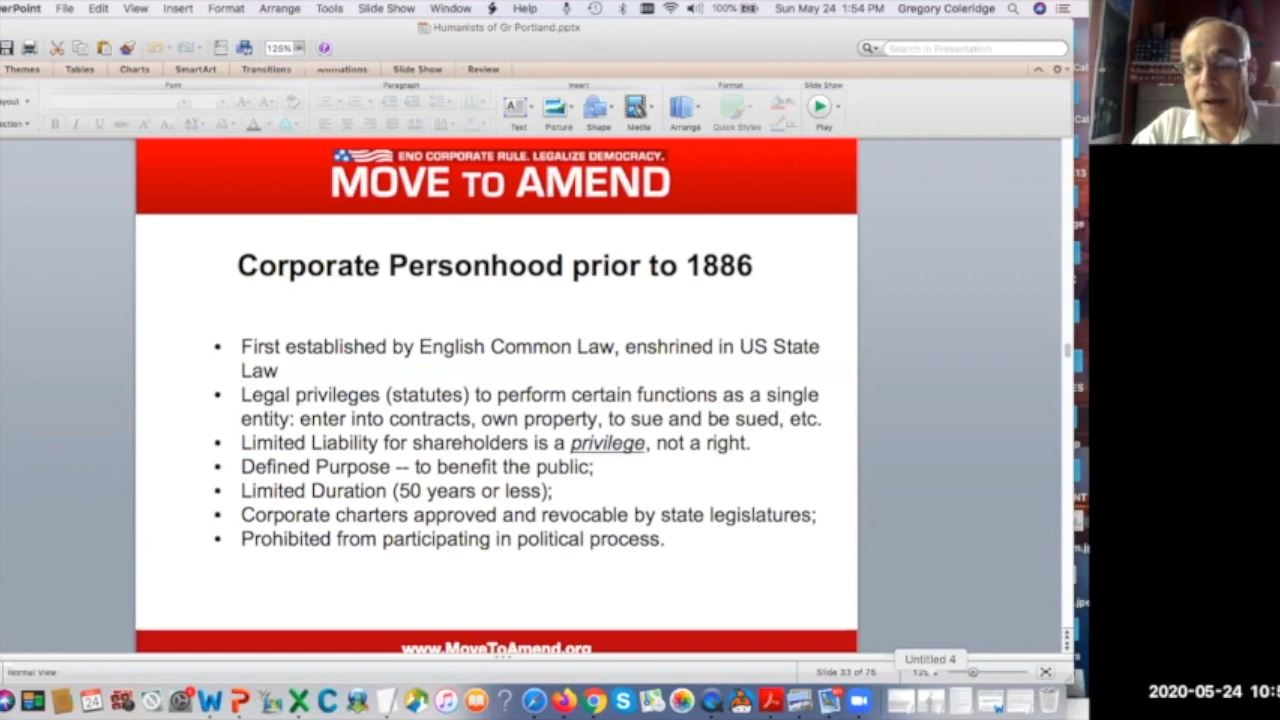 erPoint File Edit View Insert Format Arrange Tools Slide Show Window Help 100% Sun May 24 1:54 PM Gregory Coleridge
Humanists of Gr Portland.pptx
125% Search in Presentation
Themes Tables Charts SmartArt Transitions Animations Slide Show Review
Font Paragraph Insert Format Slide Show
Text Picture Shape Media Arrange Quick Styles Play
END CORPORATE RULE. LEGALIZE DEMOCRACY.
MOVE TO AMEND
Corporate Personhood prior to 1886
• First established by English Common Law, enshrined in US State
Law
• Legal privileges (statutes) to perform certain functions as a single
entity: enter into contracts, own property, to sue and be sued, etc.
• Limited Liability for shareholders is a privilege, not a right.
• Defined Purpose -- to benefit the public;
• Limited Duration (50 years or less);
• Corporate charters approved and revocable by state legislatures;
• Prohibited from participating in political process.
www.MoveToAmend.org
Untitled 4
Normal View Slide 33 of 75
2020-05-24 10:5